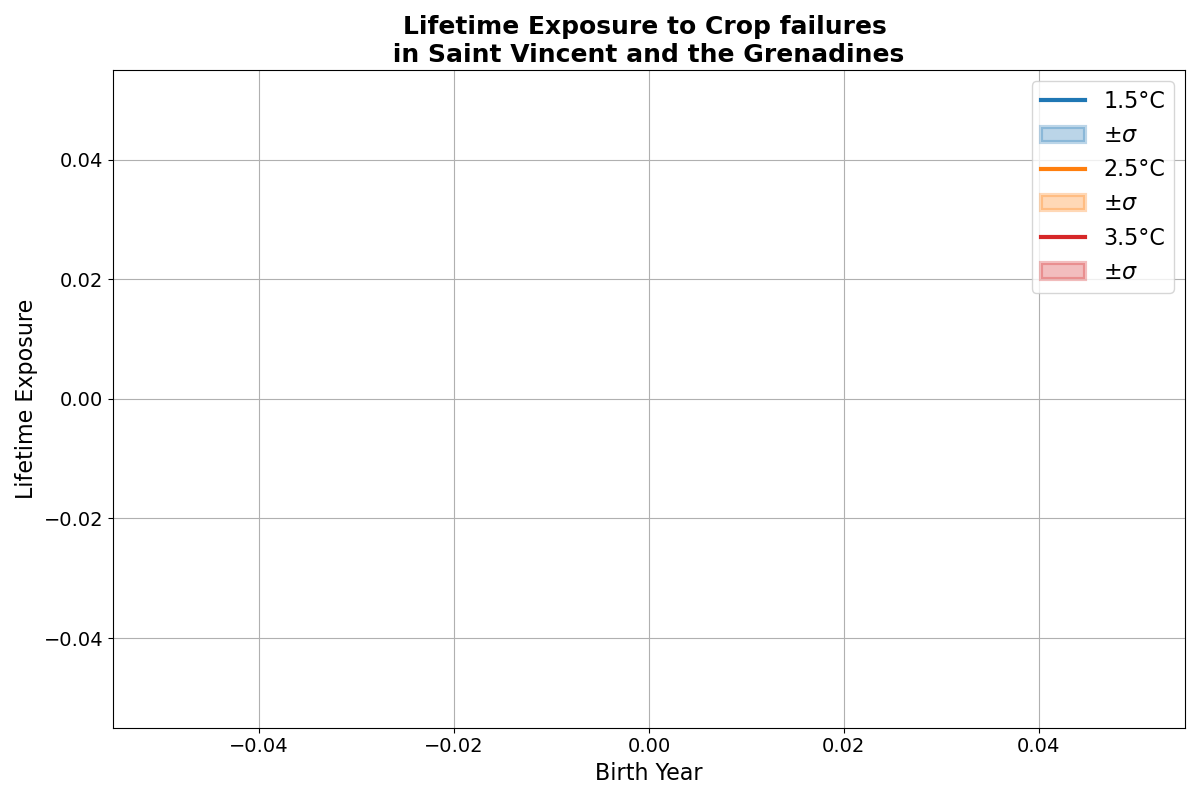 Lifetime Exposure to Crop failures
in Saint Vincent and the Grenadines
1.5°C
±σ
2.5°C
±σ
3.5°C
±σ
Lifetime Exposure
0.04
0.02
0.00
−0.02
−0.04
−0.04 −0.02 0.00 0.02 0.04
Birth Year